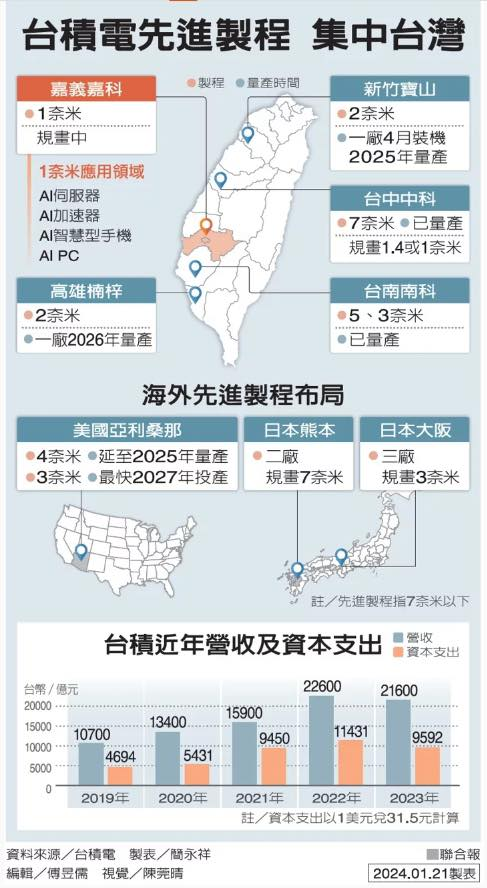 台積電先進製程 集中台灣
製程 量產時間
嘉義嘉科
1奈米
規畫中
1奈米應用領域
AI伺服器
AI加速器
AI智慧型手機
AI PC
高雄楠梓
2奈米
一廠2026年量產
新竹寶山
2奈米
一廠4月裝機
2025年量產
台中中科
7奈米 已量產
規畫1.4或1奈米
台南南科
5、3奈米
已量產
海外先進製程布局
美國亞利桑那
4奈米 延至2025年量產
3奈米 最快2027年投產
日本熊本
二廠
規畫7奈米
日本大阪
三廠
規畫3奈米
註／先進製程指7奈米以下
台積近年營收及資本支出
營收
資本支出
台幣/億元
20000
15000
10000
5000
0
10700
4694
13400
5431
15900
9450
22600
11431
21600
9592
2019年 2020年 2021年 2022年 2023年
註／資本支出以1美元兌31.5元計算
資料來源／台積電 製表／簡永祥
編輯／傅昱儒 視覺／陳莞晴
聯合報
2024.01.21製表